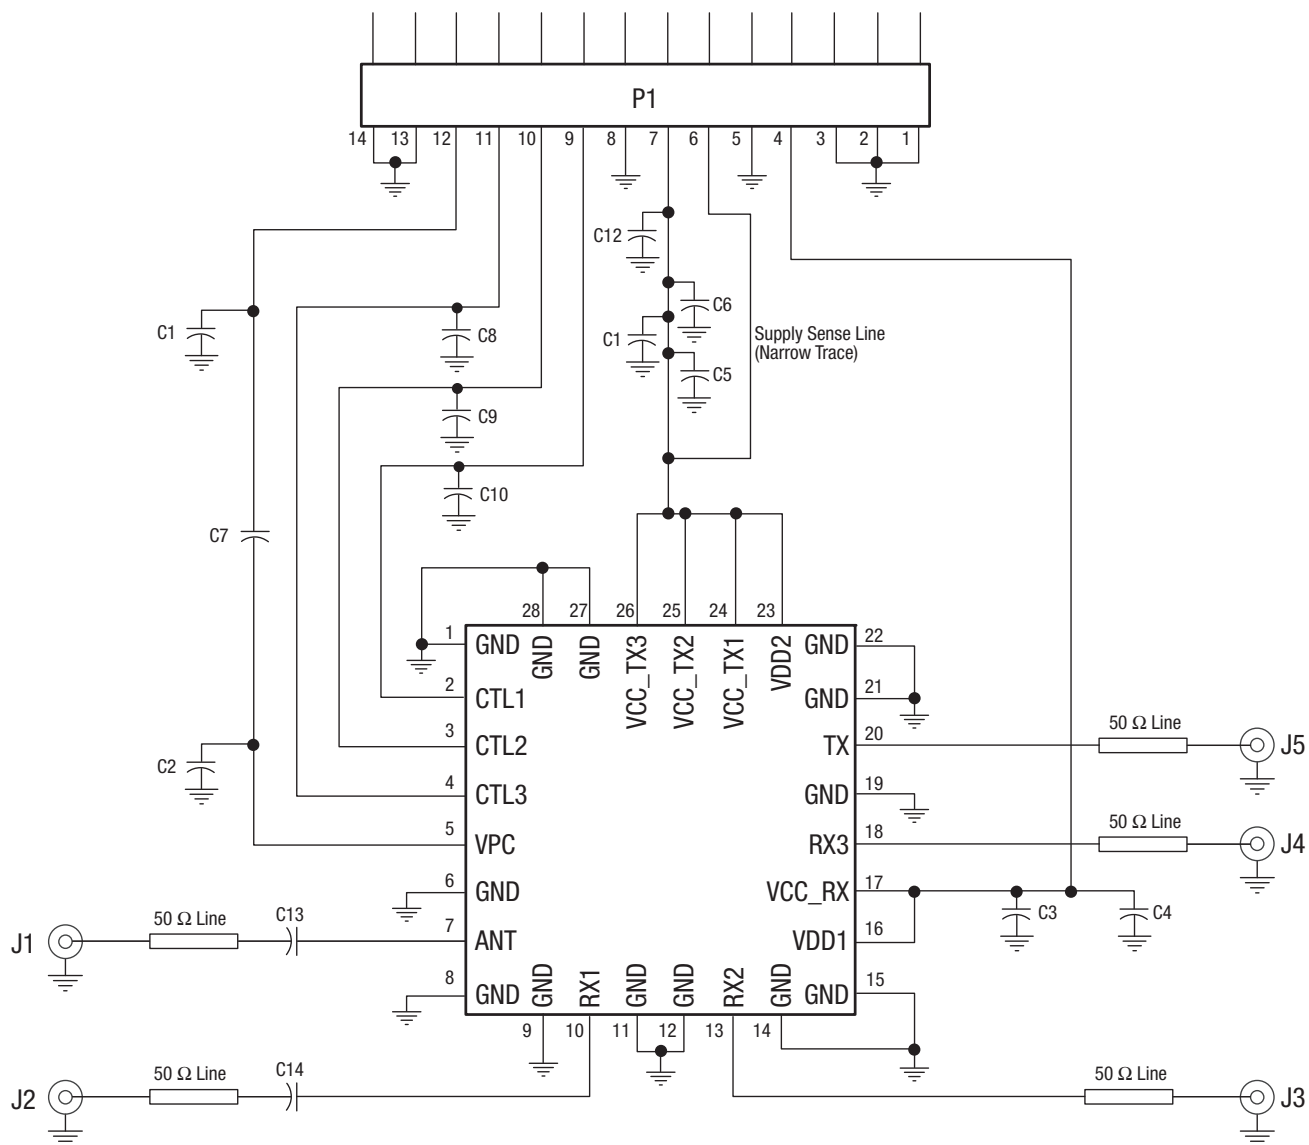 P1
14 13 12 11 10 9 8 7 6 5 4 3 2 1
C12
C6
C1
C8
C1
Supply Sense Line
(Narrow Trace)
C5
C9
C10
C7
28 27 26 25 24 23
1 GND
GND GND VCC_TX3 VCC_TX2 VCC_TX1 VDD2
GND 22
2 CTL1
GND 21
3 CTL2
TX 20
50 Ω Line
J5
C2
4 CTL3
GND 19
5 VPC
RX3 18
50 Ω Line
J4
6 GND
VCC_RX 17
C3
C4
J1
50 Ω Line
C13
7 ANT
VDD1 16
8 GND
GND RX1 GND GND RX2 GND
GND 15
9 10 11 12 13 14
J2
50 Ω Line
C14
50 Ω Line
J3